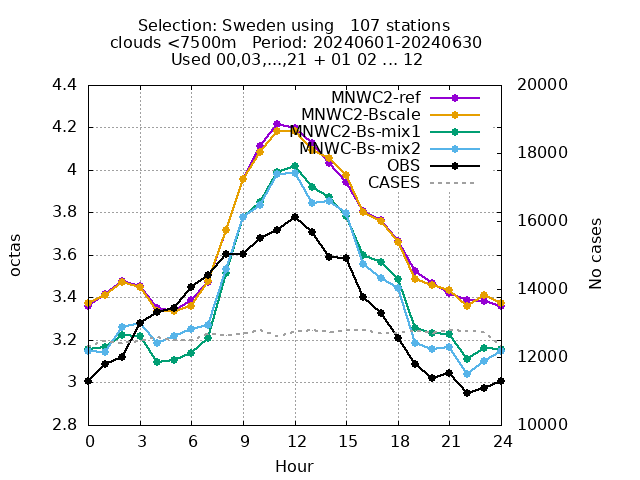 Selection: Sweden using   107 stations
clouds <7500m   Period: 20240601-20240630
Used 00,03,...,21 + 01 02 ... 12
4.4
4.2
4
3.8
3.6
3.4
3.2
3
2.8
octas
MNWC2-ref
MNWC2-Bscale
MNWC2-Bs-mix1
MNWC-Bs-mix2
OBS
CASES
20000
18000
16000
14000
12000
10000
No cases
0 3 6 9 12 15 18 21 24
Hour